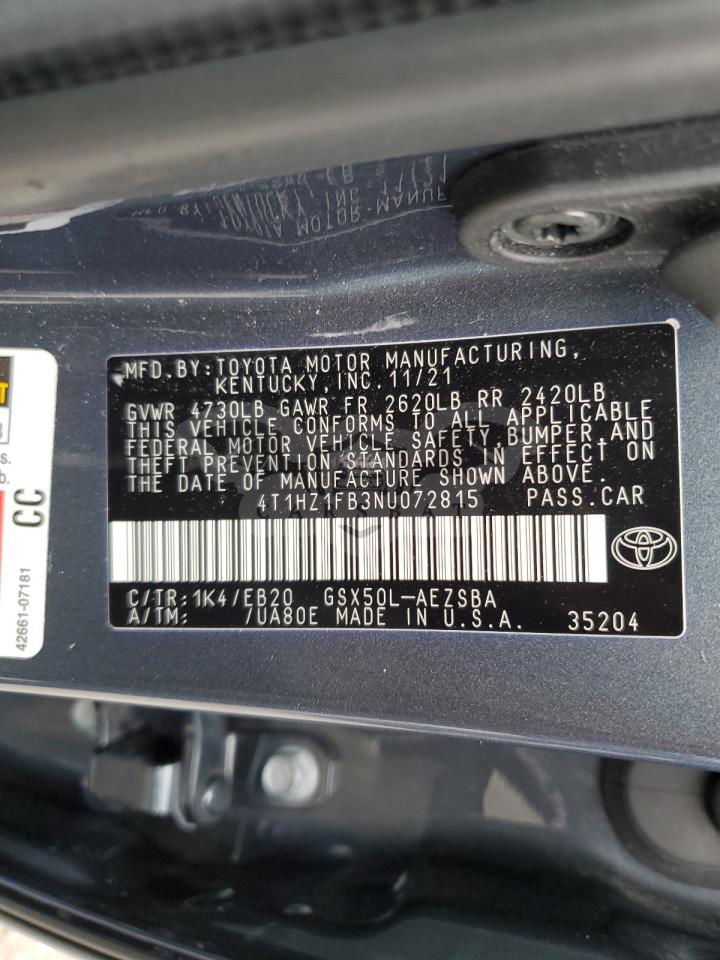 MFD.BY:TOYOTA MOTOR MANUFACTURING,
KENTUCKY, INC. 11/21
GVWR 4730LB GAWR FR 2620LB RR 2420LB
THIS VEHICLE CONFORMS TO ALL APPLICABLE
FEDERAL MOTOR VEHICLE SAFETY,BUMPER,AND
THEFT PREVENTION STANDARDS IN EFFECT ON
THE DATE OF MANUFACTURE SHOWN ABOVE.
4T1HZ1FB3NU072815 PASS.CAR
C/TR: 1K4/EB20 GSX50L-AEZSBA
A/TM: /UA80E MADE IN U.S.A. 35204
CC
42661-07181